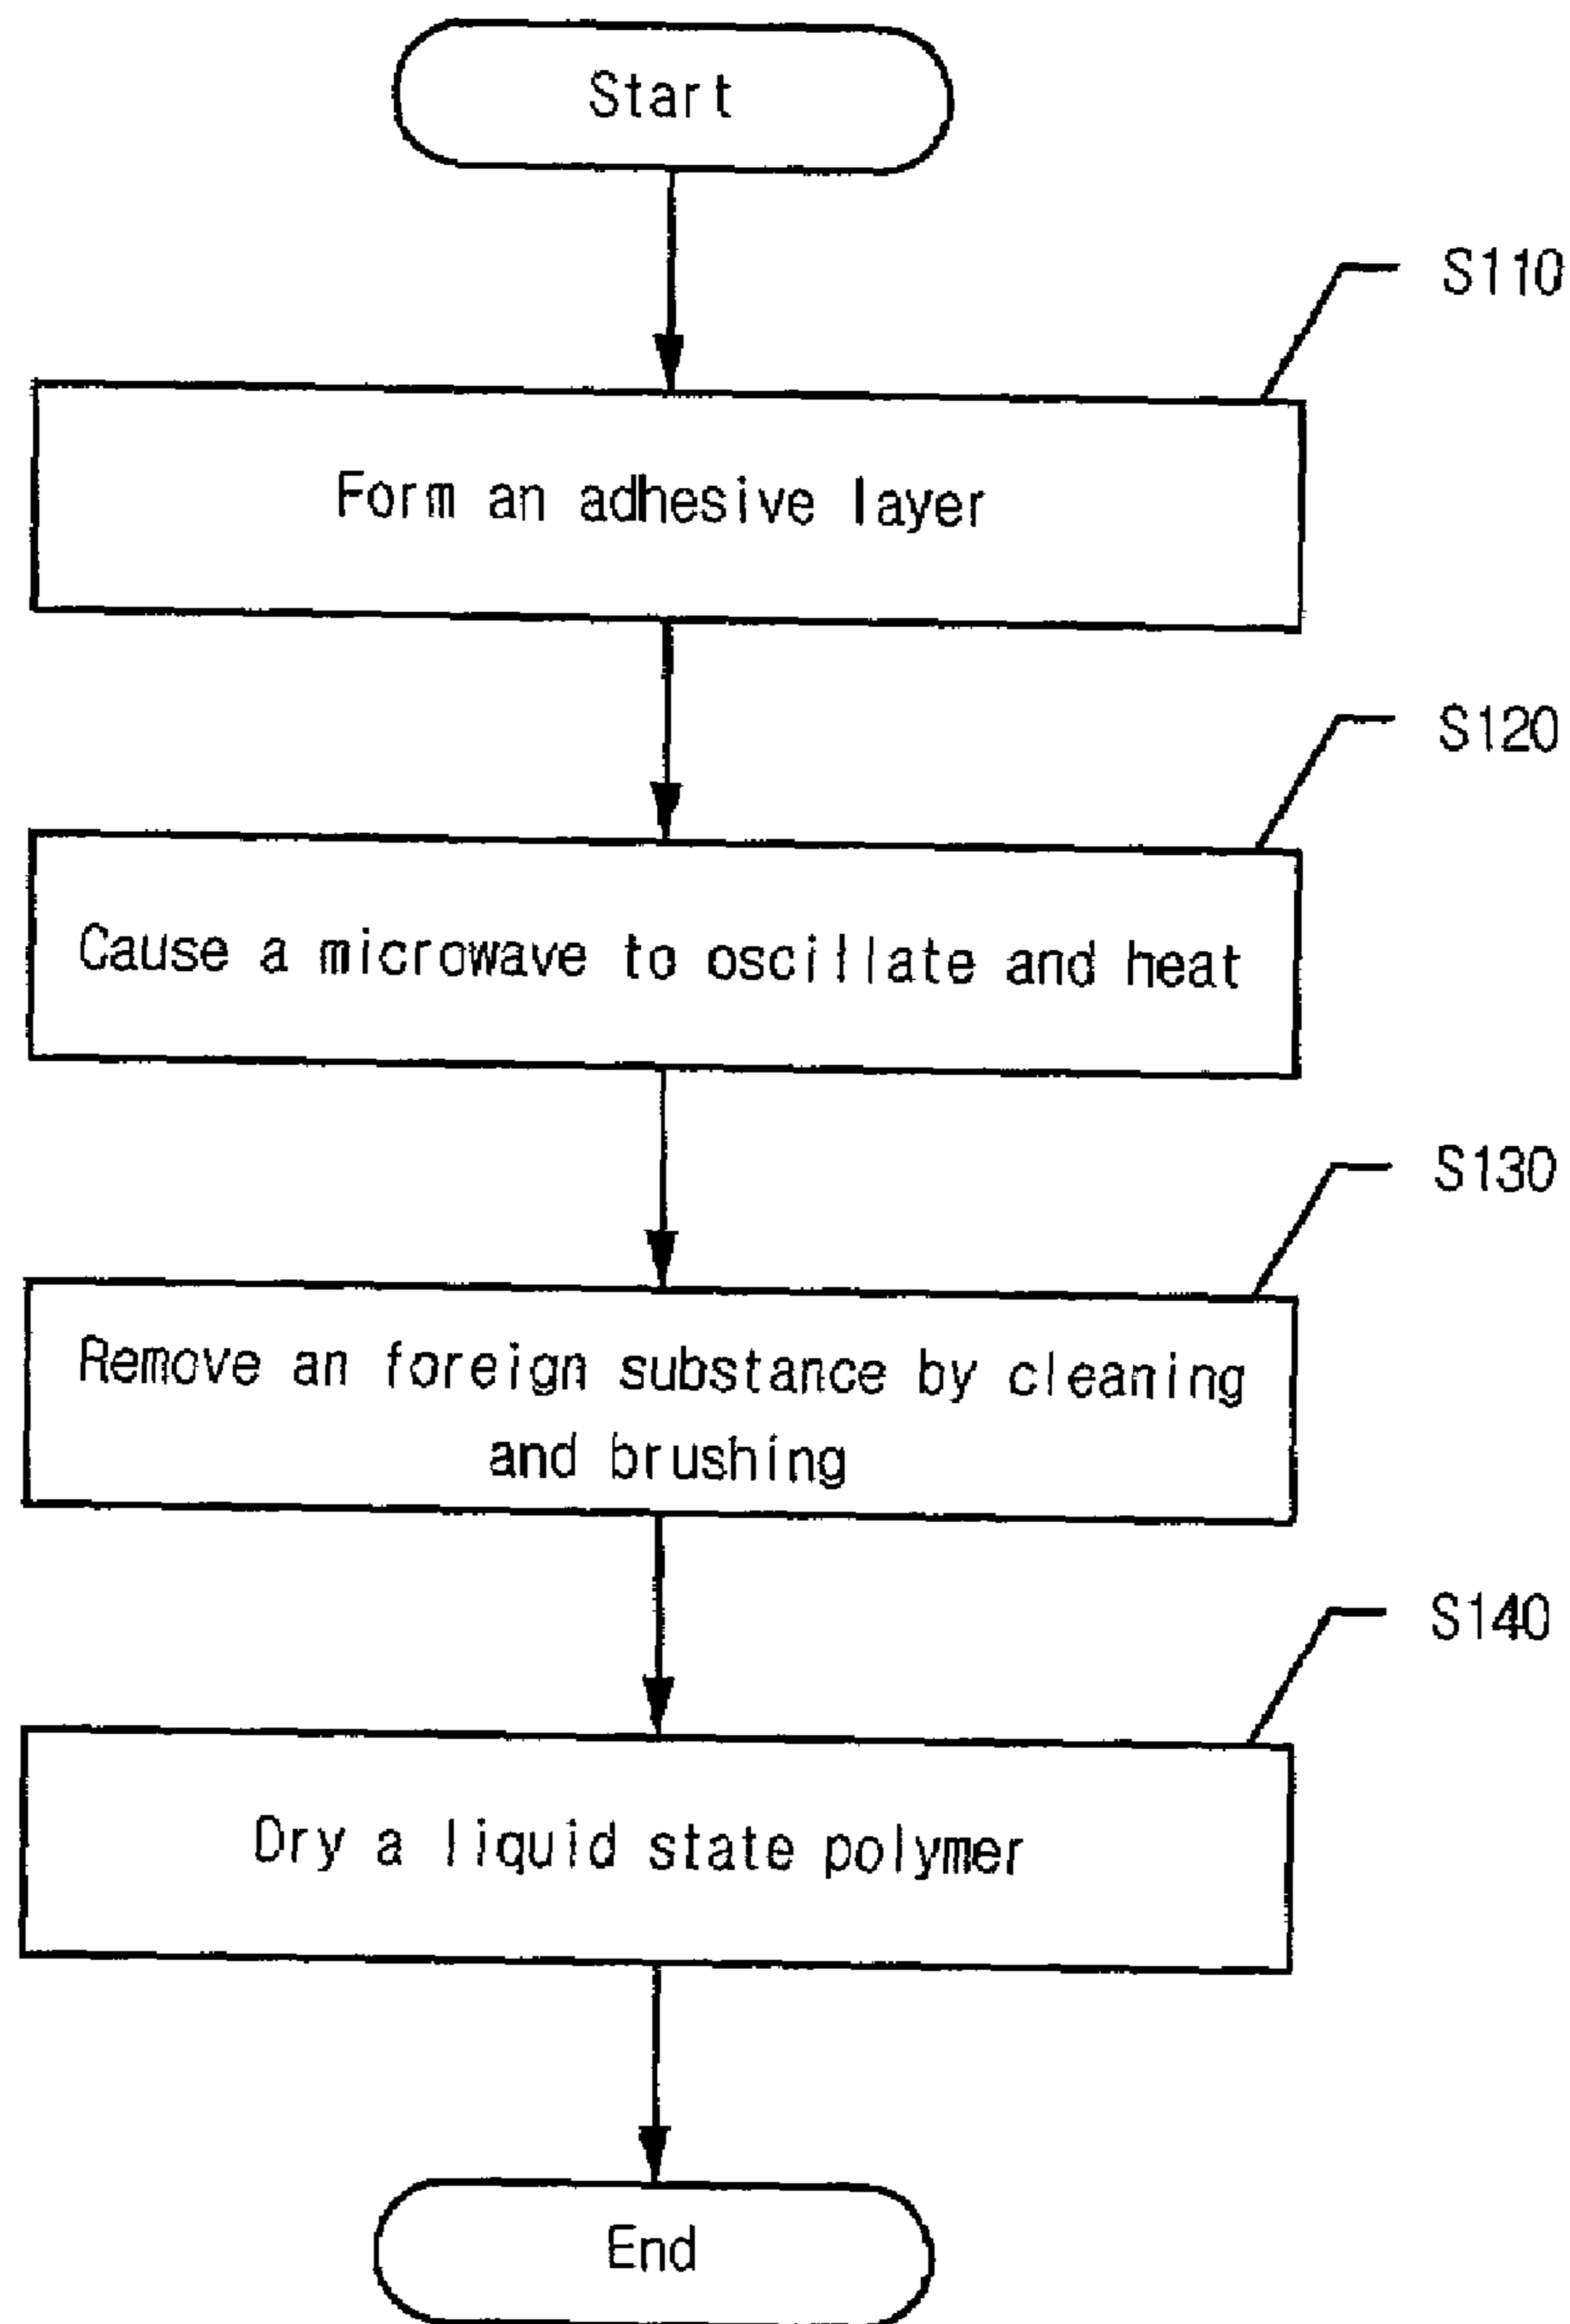 Start
S110
Form an adhesive layer
S120
Cause a microwave to oscillate and heat
S130
Remove an foreign substance by cleaning
and brushing
S140
Dry a liquid state polymer
End